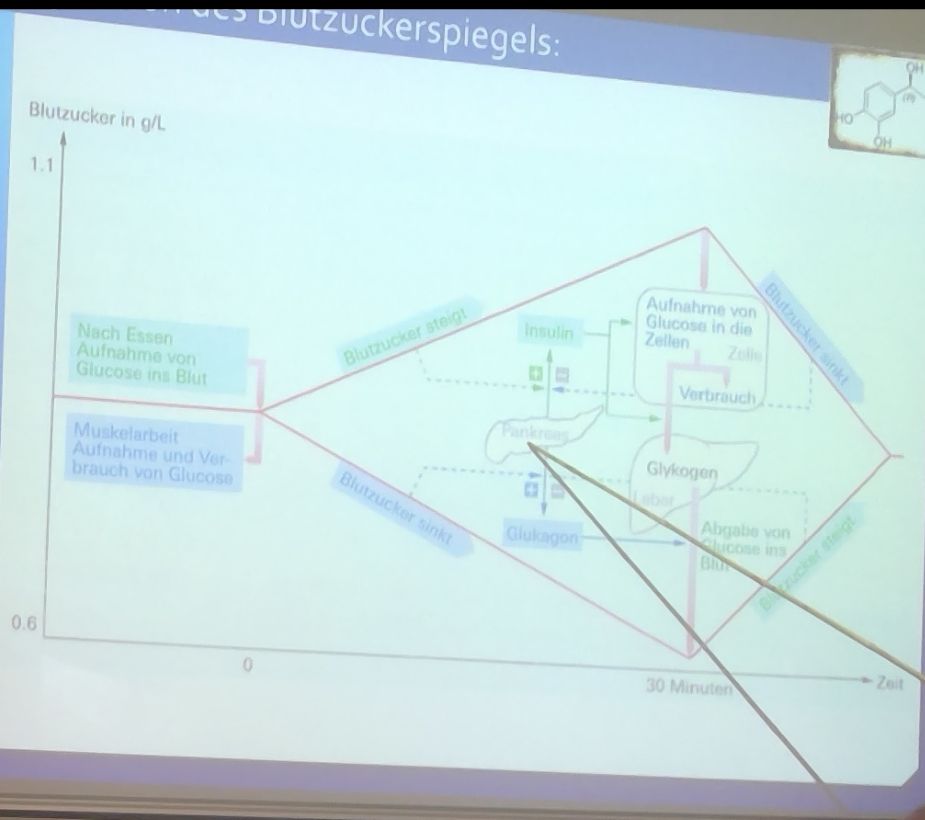 des Blutzuckerspiegels:
OH
(R)
HO
OH
Blutzucker in g/L
1.1
Nach Essen
Aufnahme von
Glucose ins Blut
Muskelarbeit
Aufnahme und Ver-
brauch von Glucose
Blutzucker steigt
Blutzucker sinkt
Insulin
+ −
Pankreas
+ −
Glukagon
Aufnahme von
Glucose in die
Zellen
Zelle
Verbrauch
Glykogen
Leber
Abgabe von
Glucose ins
Blut
Blutzucker sinkt
Blutzucker steigt
0.6
0
30 Minuten
Zeit